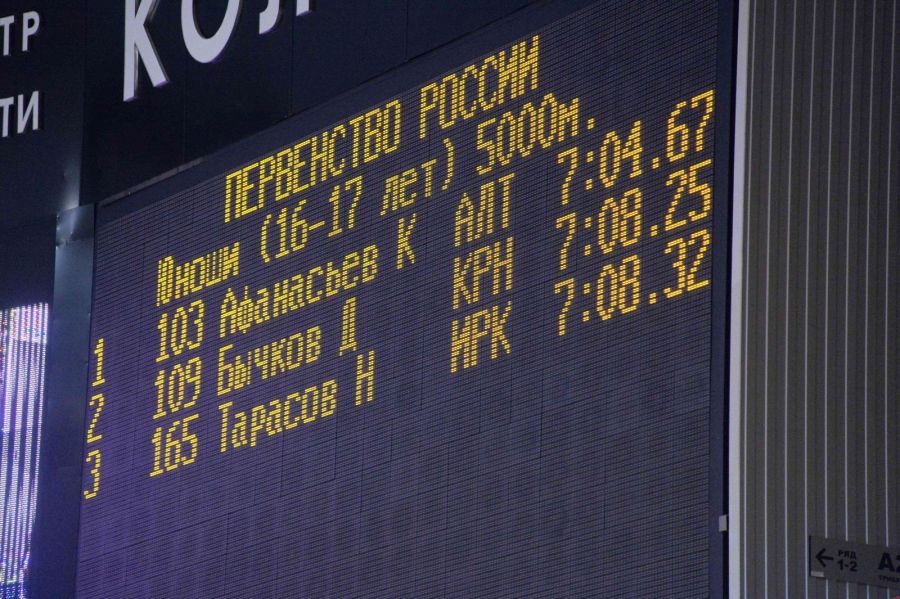 ТР
ТИ
КОЛ
ПЕРВЕНСТВО РОССИИ
Юноши (16-17 лет) 5000м.
1 103 Афанасьев К АЛТ 7:04.67
2 109 Бычков Д КРН 7:08.25
3 165 Тарасов Н ИРК 7:08.32
← РЯД
1-2